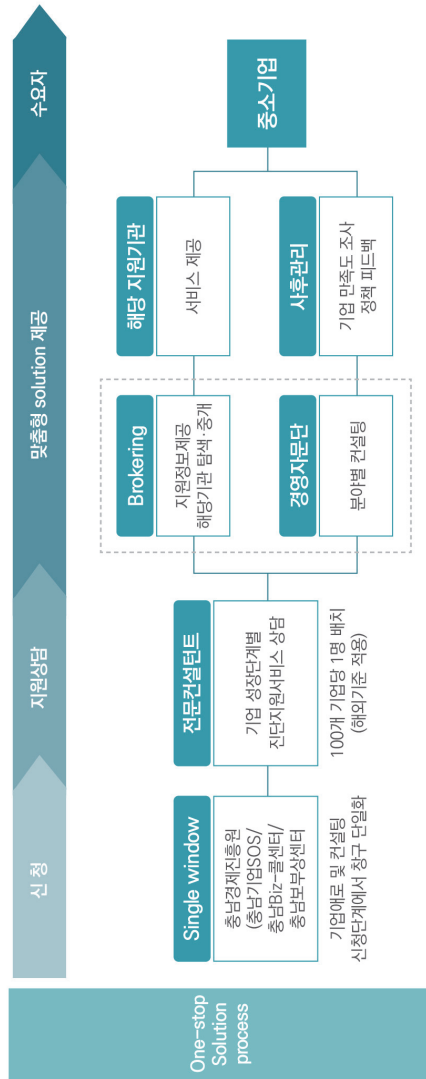 One-stop
Solution
process
신 청
지원상담
맞춤형 solution 제공
수요자
Single window
충남경제진흥원
(충남기업SOS/
충남Biz-콜센터/
충남보부상센터
기업애로 및 컨설팅
신청단계에서 창구 단일화
전문컨설턴트
기업 성장단계별
진단지원서비스 상담
100개 기업당 1명 배치
(해외기준 적용)
Brokering
지원정보제공
해당기관 탐색·중개
경영자문단
분야별 컨설팅
해당 지원기관
서비스 제공
사후관리
기업 만족도 조사
정책 피드백
중소기업